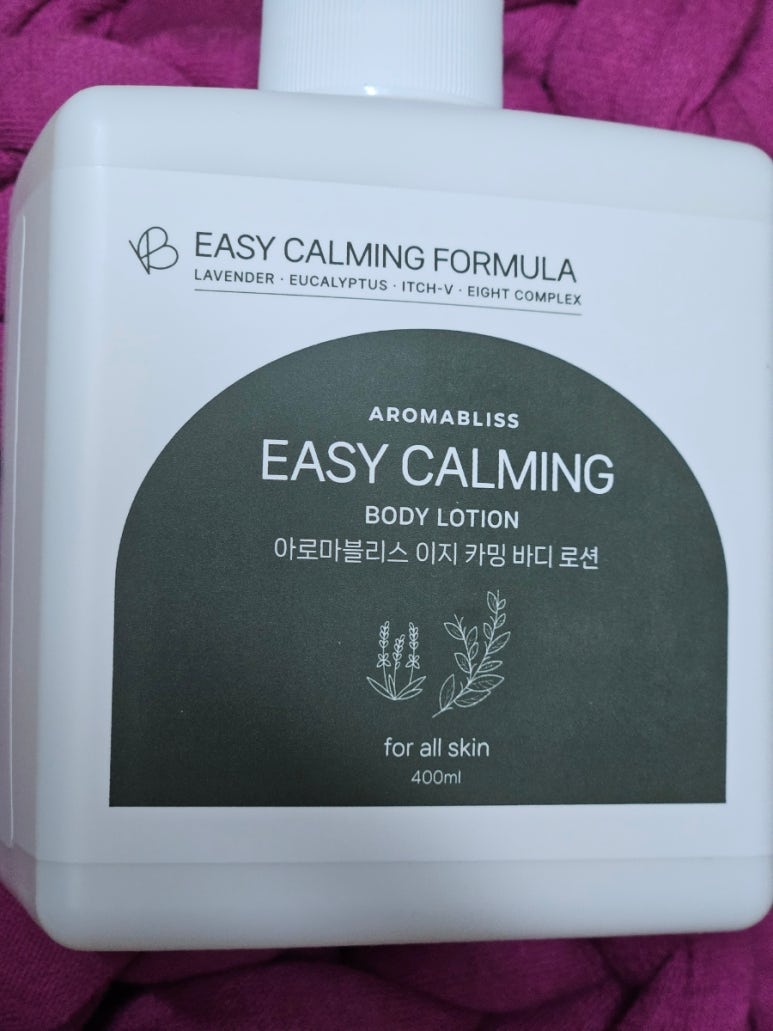 EASY CALMING FORMULA
LAVENDER · EUCALYPTUS · ITCH-V · EIGHT COMPLEX
AROMABLISS
EASY CALMING
BODY LOTION
아로마블리스 이지 카밍 바디 로션
for all skin
400ml